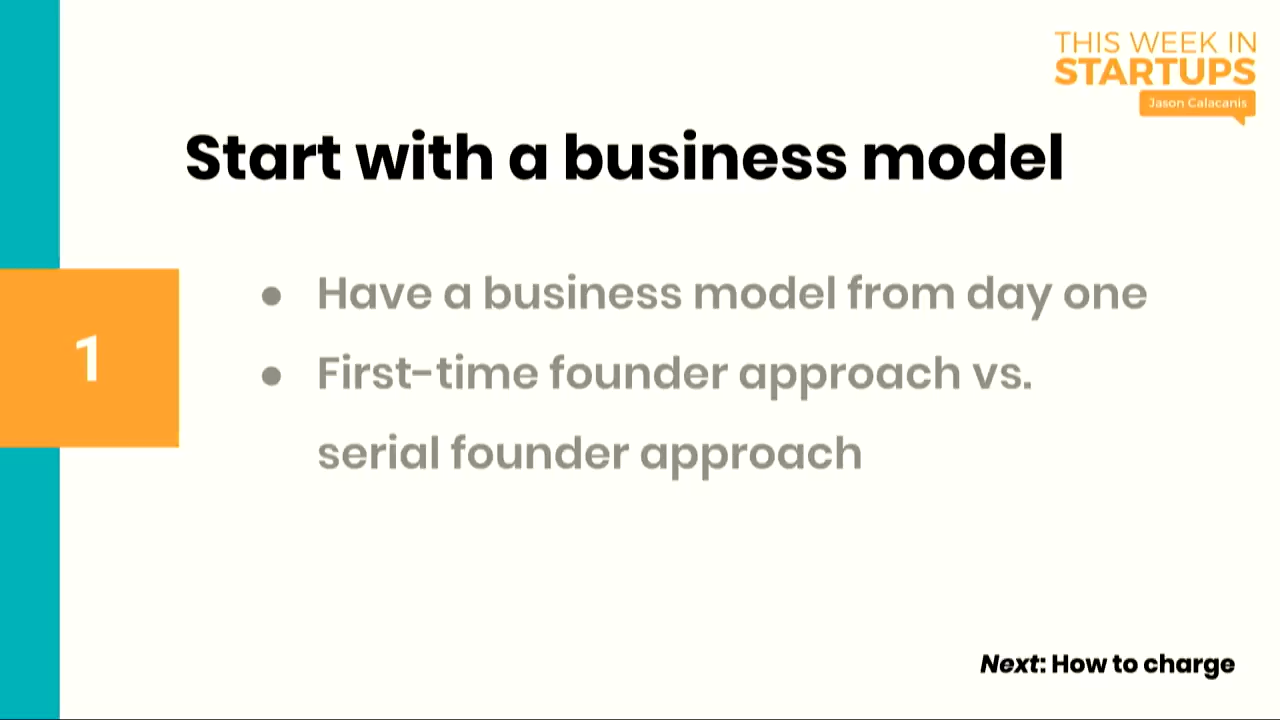 THIS WEEK IN
STARTUPS
Jason Calacanis
Start with a business model
1
● Have a business model from day one
● First-time founder approach vs.
serial founder approach
Next: How to charge